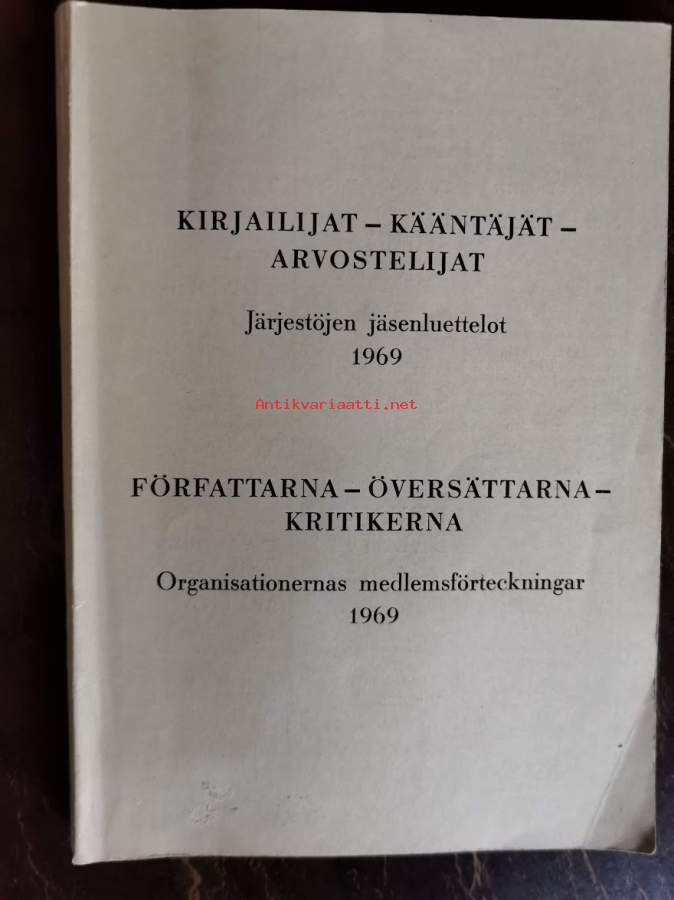 KIRJAILIJAT – KÄÄNTÄJÄT –
ARVOSTELIJAT
Järjestöjen jäsenluettelot
1969
Antikvariaatti.net
FÖRFATTARNA – ÖVERSÄTTARNA –
KRITIKERNA
Organisationernas medlemsförteckningar
1969